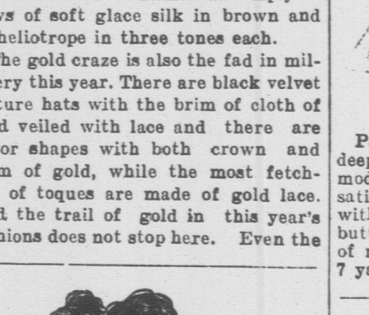 ws of soft glace silk in brown and
heliotrope in three tones each.
The gold craze is also the fad in mil-
ery this year. There are black velvet
ture hats with the brim of cloth of
d veiled with lace and there are
or shapes with both crown and
m of gold, while the most fetch-
of toques are made of gold lace.
d the trail of gold in this year's
hions does not stop here. Even the
P
deep
mod
sati
with
butt
of
7 ya